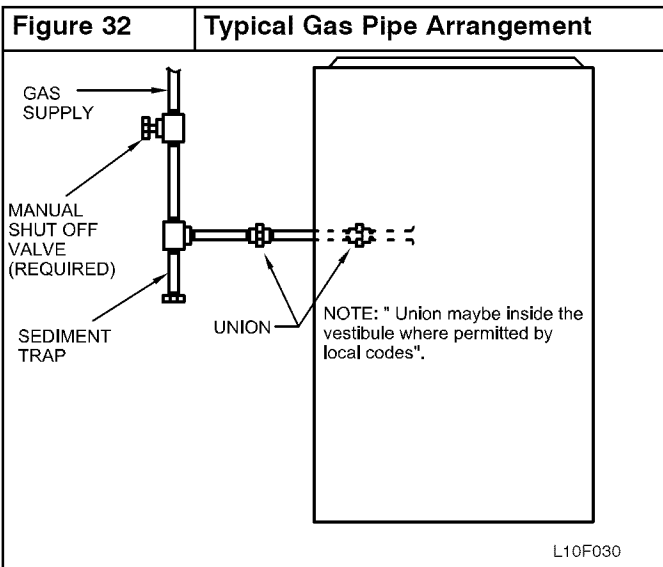 Figure 32
Typical Gas Pipe Arrangement
GAS
SUPPLY
MANUAL
SHUT OFF
VALVE
(REQUIRED)
SEDIMENT
TRAP
UNION
NOTE: " Union maybe inside the
vestibule where permitted by
local codes".
L10F030